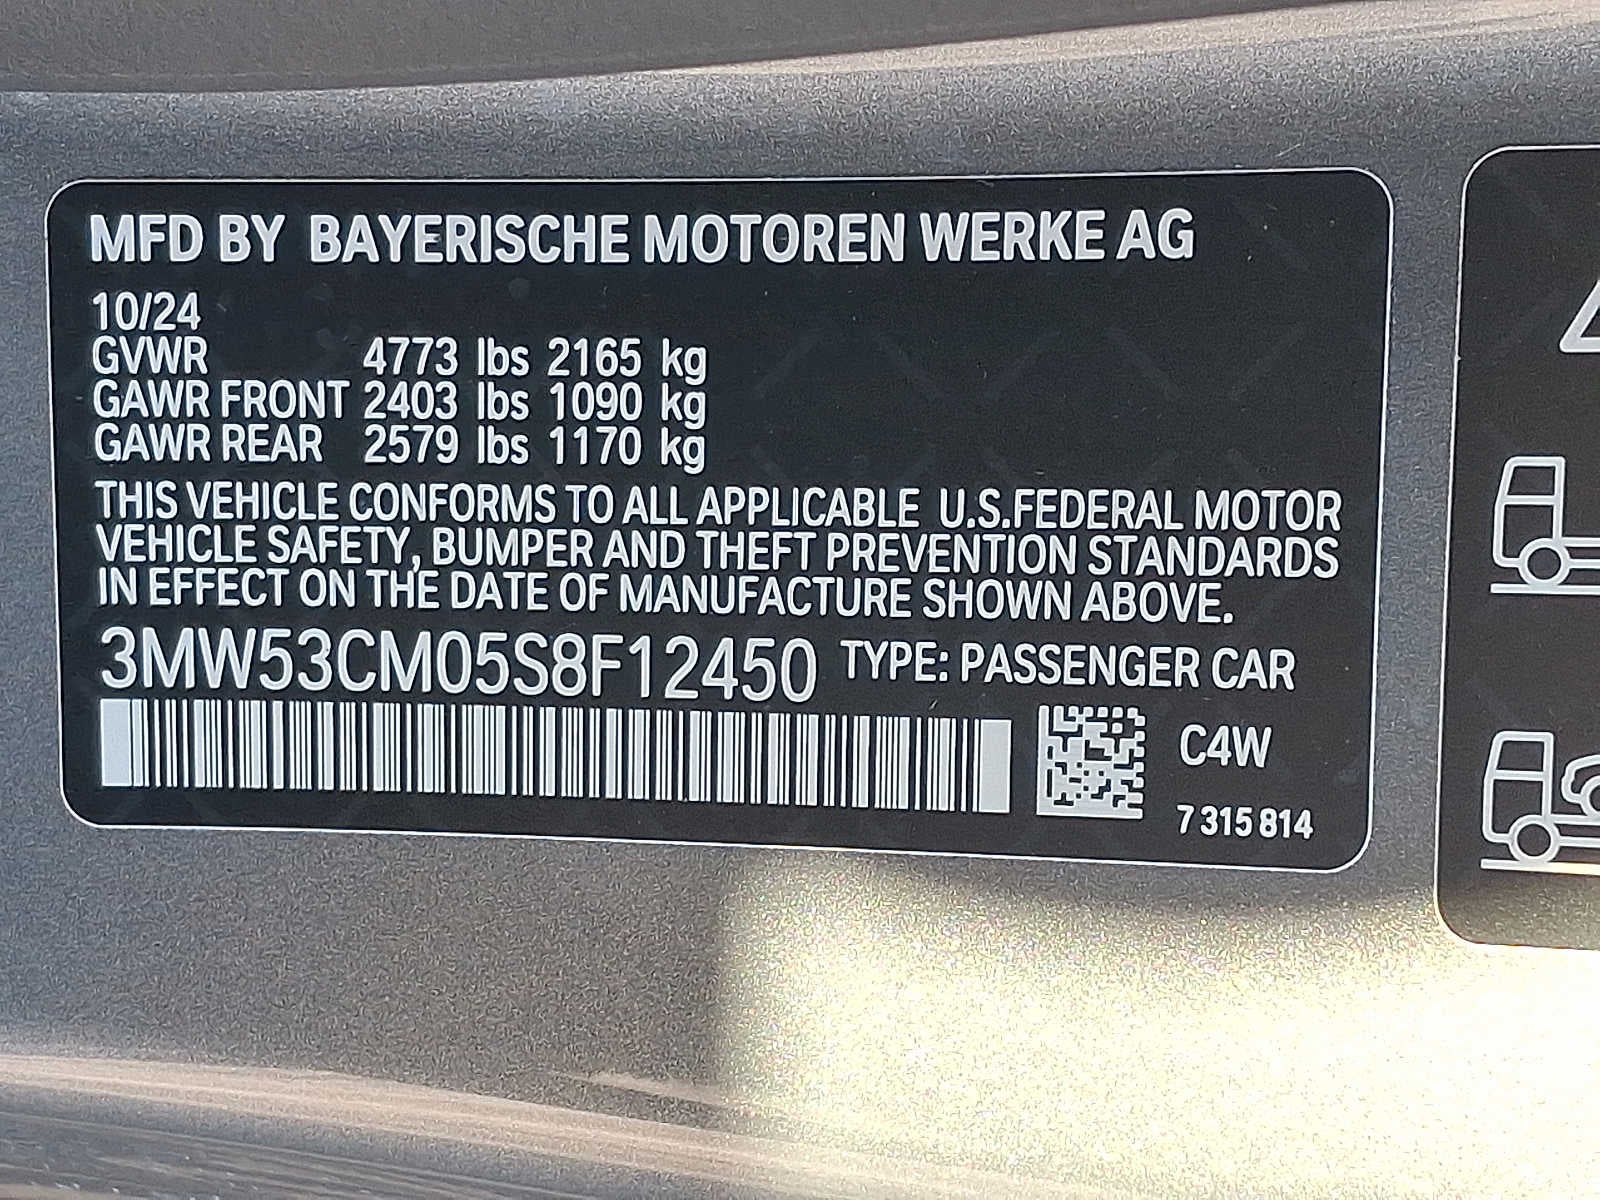 MFD BY BAYERISCHE MOTOREN WERKE AG
10/24
GVWR 4773 lbs 2165 kg
GAWR FRONT 2403 lbs 1090 kg
GAWR REAR 2579 lbs 1170 kg
THIS VEHICLE CONFORMS TO ALL APPLICABLE U.S.FEDERAL MOTOR
VEHICLE SAFETY, BUMPER AND THEFT PREVENTION STANDARDS
IN EFFECT ON THE DATE OF MANUFACTURE SHOWN ABOVE.
3MW53CM05S8F12450 TYPE: PASSENGER CAR
C4W
7 315 814